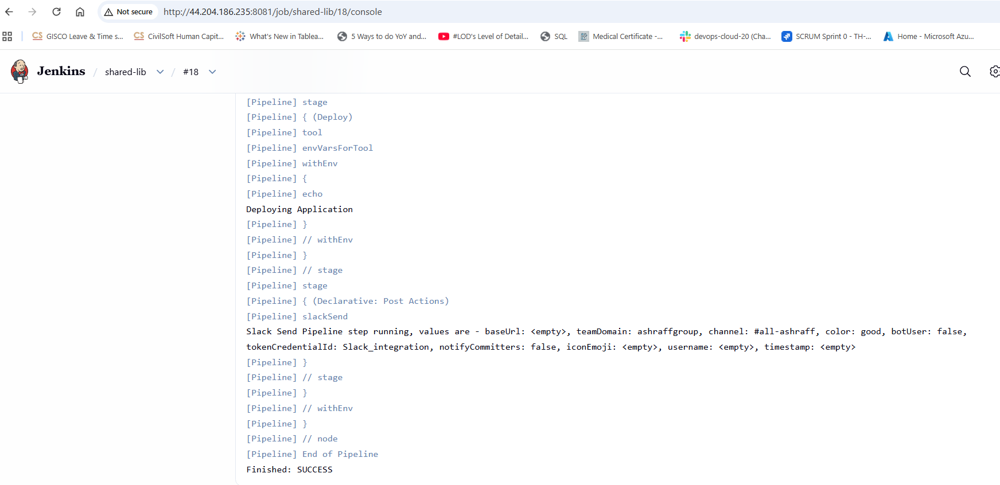 Not secure http://44.204.186.235:8081/job/shared-lib/18/console
CS GISCO Leave & Time s... CS CivilSoft Human Capit... What's New in Tablea... 5 Ways to do YoY and... #LOD's Level of Detail... SQL Medical Certificate -... devops-cloud-20 (Cha... SCRUM Sprint 0 - TH-... Home - Microsoft Azu...
Jenkins / shared-lib / #18
[Pipeline] stage
[Pipeline] { (Deploy)
[Pipeline] tool
[Pipeline] envVarsForTool
[Pipeline] withEnv
[Pipeline] {
[Pipeline] echo
Deploying Application
[Pipeline] }
[Pipeline] // withEnv
[Pipeline] }
[Pipeline] // stage
[Pipeline] stage
[Pipeline] { (Declarative: Post Actions)
[Pipeline] slackSend
Slack Send Pipeline step running, values are - baseUrl: <empty>, teamDomain: ashraffgroup, channel: #all-ashraff, color: good, botUser: false,
tokenCredentialId: Slack_integration, notifyCommitters: false, iconEmoji: <empty>, username: <empty>, timestamp: <empty>
[Pipeline] }
[Pipeline] // stage
[Pipeline] }
[Pipeline] // withEnv
[Pipeline] }
[Pipeline] // node
[Pipeline] End of Pipeline
Finished: SUCCESS